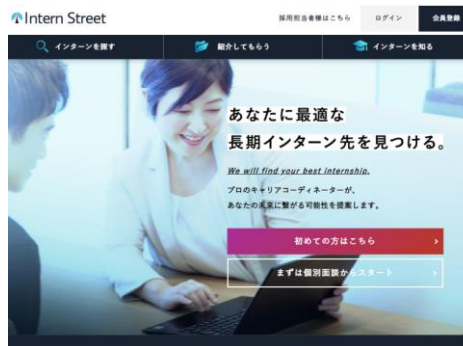 Intern Street
採用担当者様はこちら
ログイン
会員登録
インターンを探す
紹介してもらう
インターンを知る
あなたに最適な
長期インターン先を見つける。
We will find your best internship.
プロのキャリアコーディネーターが、
あなたの未来に繋がる可能性を提案します。
初めての方はこちら
まずは個別面談からスタート